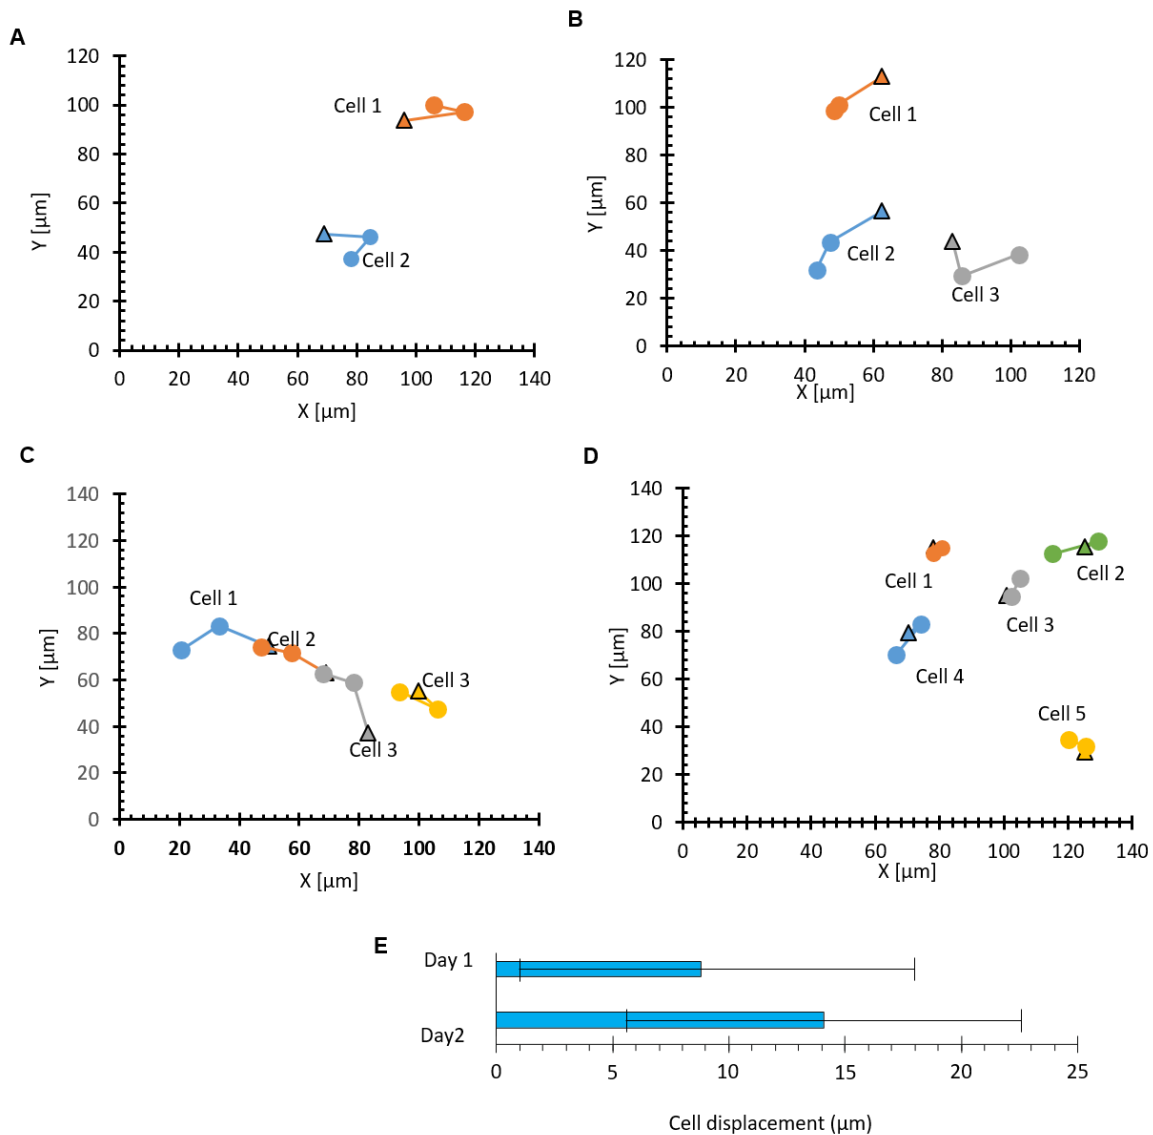 A
120
100
80
60
40
20
0
0 20 40 60 80 100 120 140
Y [µm]
X [µm]
Cell 1
Cell 2
B
120
100
80
60
40
20
0
0 20 40 60 80 100 120
Y [µm]
X [µm]
Cell 1
Cell 2
Cell 3
C
140
120
100
80
60
40
20
0
0 20 40 60 80 100 120 140
Y [µm]
X [µm]
Cell 1
Cell 2
Cell 3
Cell 3
D
140
120
100
80
60
40
20
0
0 20 40 60 80 100 120 140
Y [µm]
X [µm]
Cell 1
Cell 2
Cell 3
Cell 4
Cell 5
E
Day 1
Day2
0 5 10 15 20 25
Cell displacement (µm)